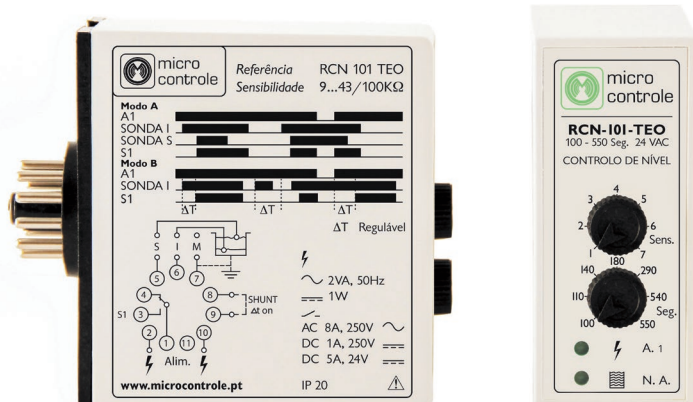 micro
controle
Referência RCN 101 TEO
Sensibilidade 9...43/100KΩ
Modo A
A1
SONDA I
SONDA S
S1
Modo B
A1
SONDA I
S1
ΔT ΔT ΔT
ΔT Regulável
S I M
5 6 7
4 8
S1 3 9
SHUNT
Δt on
2 1 11 10
Alim.
2VA, 50Hz
1W
AC 8A, 250V
DC 1A, 250V
DC 5A, 24V
www.microcontrole.pt
IP 20
micro
controle
RCN-101-TEO
100 - 550 Seg. 24 VAC
CONTROLO DE NÍVEL
1 2 3 4 5 6 7
Sens.
100 110 140 180 290 540 550
Seg.
A. 1
N. A.